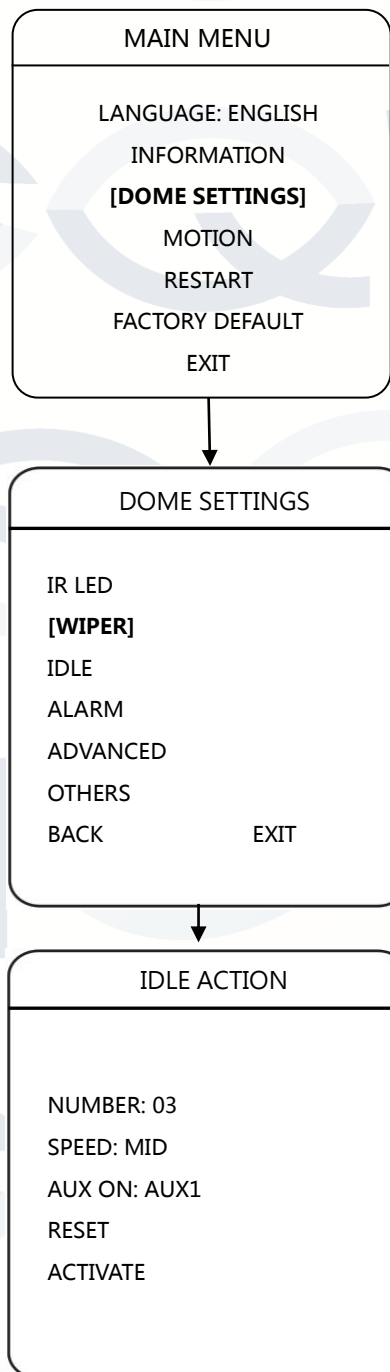 MAIN MENU
LANGUAGE: ENGLISH
INFORMATION
[DOME SETTINGS]
MOTION
RESTART
FACTORY DEFAULT
EXIT
DOME SETTINGS
IR LED
[WIPER]
IDLE
ALARM
ADVANCED
OTHERS
BACK EXIT
IDLE ACTION
NUMBER: 03
SPEED: MID
AUX ON: AUX1
RESET
ACTIVATE